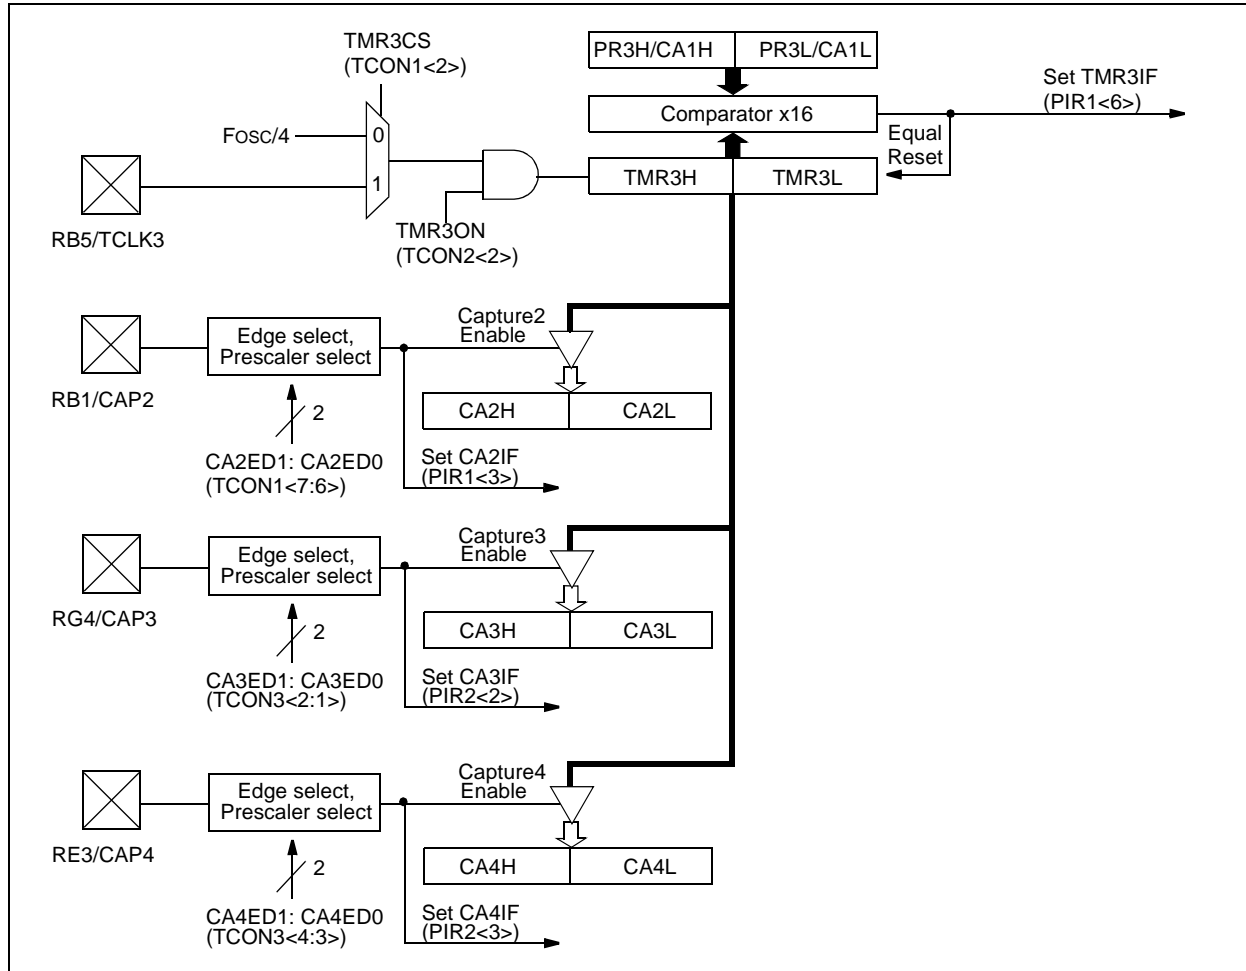 TMR3CS
(TCON1<2>)
PR3H/CA1H PR3L/CA1L
Set TMR3IF
(PIR1<6>)
Comparator x16
FOSC/4
0
Equal
Reset
1
TMR3H TMR3L
RB5/TCLK3
TMR3ON
(TCON2<2>)
Capture2
Enable
Edge select,
Prescaler select
RB1/CAP2
2
CA2H CA2L
CA2ED1: CA2ED0
(TCON1<7:6>)
Set CA2IF
(PIR1<3>)
Capture3
Enable
Edge select,
Prescaler select
RG4/CAP3
2
CA3H CA3L
CA3ED1: CA3ED0
(TCON3<2:1>)
Set CA3IF
(PIR2<2>)
Capture4
Enable
Edge select,
Prescaler select
RE3/CAP4
2
CA4H CA4L
CA4ED1: CA4ED0
(TCON3<4:3>)
Set CA4IF
(PIR2<3>)